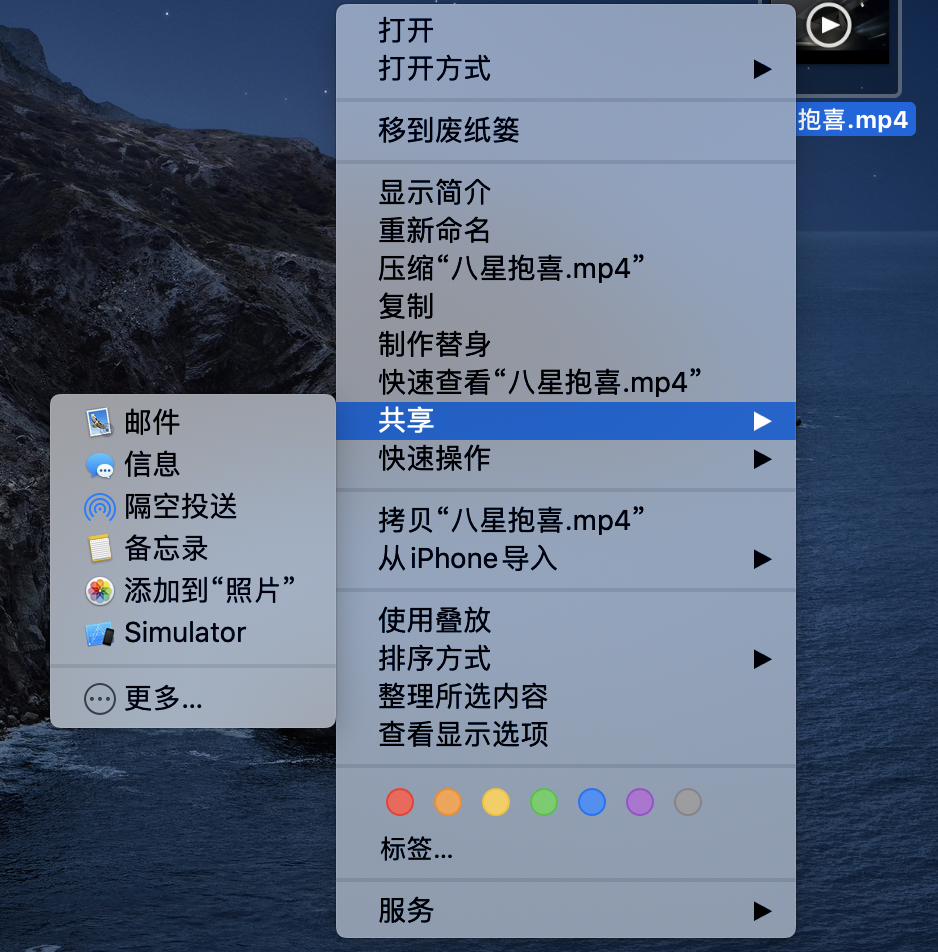 打开
打开方式
移到废纸篓
抱喜.mp4
显示简介
重新命名
压缩“八星抱喜.mp4”
复制
制作替身
快速查看“八星抱喜.mp4”
共享
快速操作
拷贝“八星抱喜.mp4”
从 iPhone 导入
使用叠放
排序方式
整理所选内容
查看显示选项
标签...
服务
邮件
信息
隔空投送
备忘录
添加到“照片”
Simulator
更多...